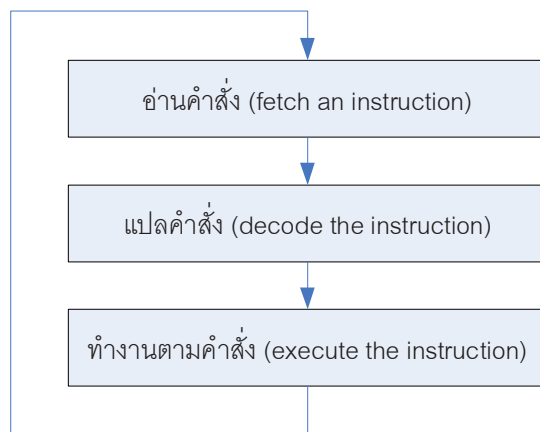 อ่านคำสั่ง (fetch an instruction)
แปลคำสั่ง (decode the instruction)
ทำงานตามคำสั่ง (execute the instruction)